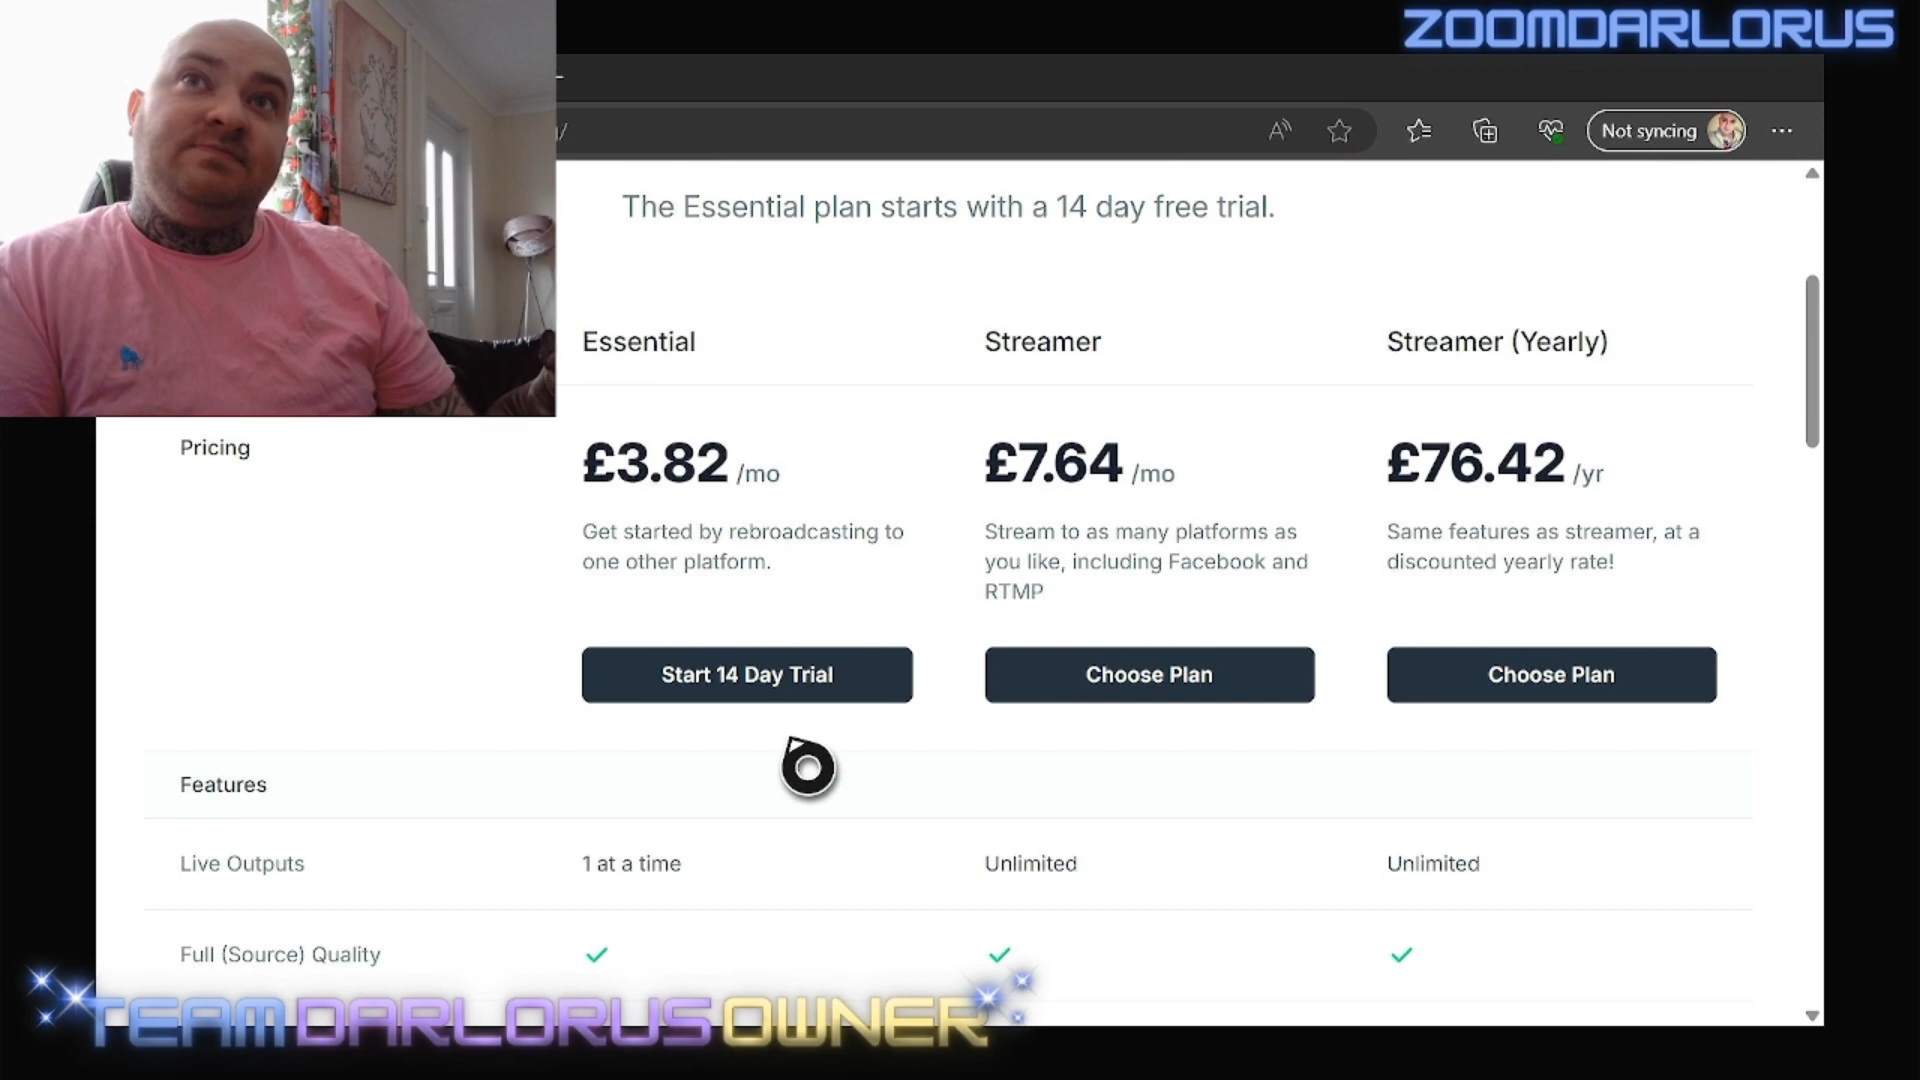 ZOOMDARLORUS
Not syncing
The Essential plan starts with a 14 day free trial.
Essential
Streamer
Streamer (Yearly)
Pricing
£3.82 /mo
£7.64 /mo
£76.42 /yr
Get started by rebroadcasting to
one other platform.
Stream to as many platforms as
you like, including Facebook and
RTMP
Same features as streamer, at a
discounted yearly rate!
Start 14 Day Trial
Choose Plan
Choose Plan
Features
Live Outputs
1 at a time
Unlimited
Unlimited
Full (Source) Quality
TEAMDARLORUSOWNER